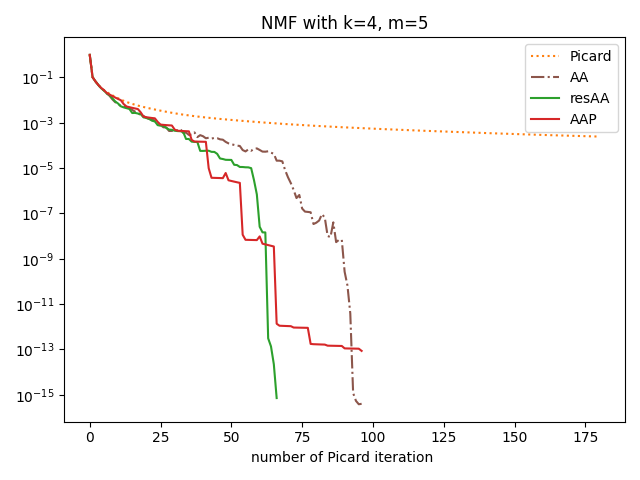 NMF with k=4, m=5
Picard
AA
resAA
AAP
10⁻¹
10⁻³
10⁻⁵
10⁻⁷
10⁻⁹
10⁻¹¹
10⁻¹³
10⁻¹⁵
0 25 50 75 100 125 150 175
number of Picard iteration